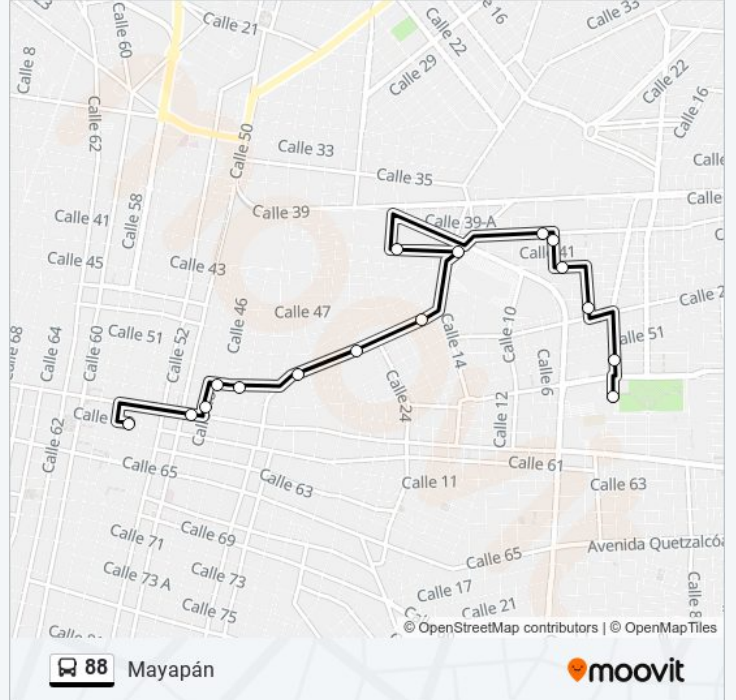 Calle 60
Calle 21
Calle 22
16
Calle 33
Calle 8
Calle 29
Calle 22
Calle 16
Calle 62
Calle 50
Calle 33
Calle 35
Calle
Calle 58
Calle 39
Calle 39-A
Calle 41
41
Calle 45
Calle 43
Calle 46
Calle 47
Calle 10
Calle 51
Calle 52
Calle 14
alle 51
68
Calle 64
Calle 60
Calle 6
Calle 24
Calle 12
Calle
Calle 62
Calle 65
Calle 63
Calle 11
Calle 61
Calle 63
Calle 71
Calle 69
Calle 65
Avenida Quetzalcóa
Calle 73 A
Calle 73
Calle 17
Calle 8
Calle 75
Calle 21
© OpenStreetMap contributors | © OpenMapTiles
88 Mayapán
moovit